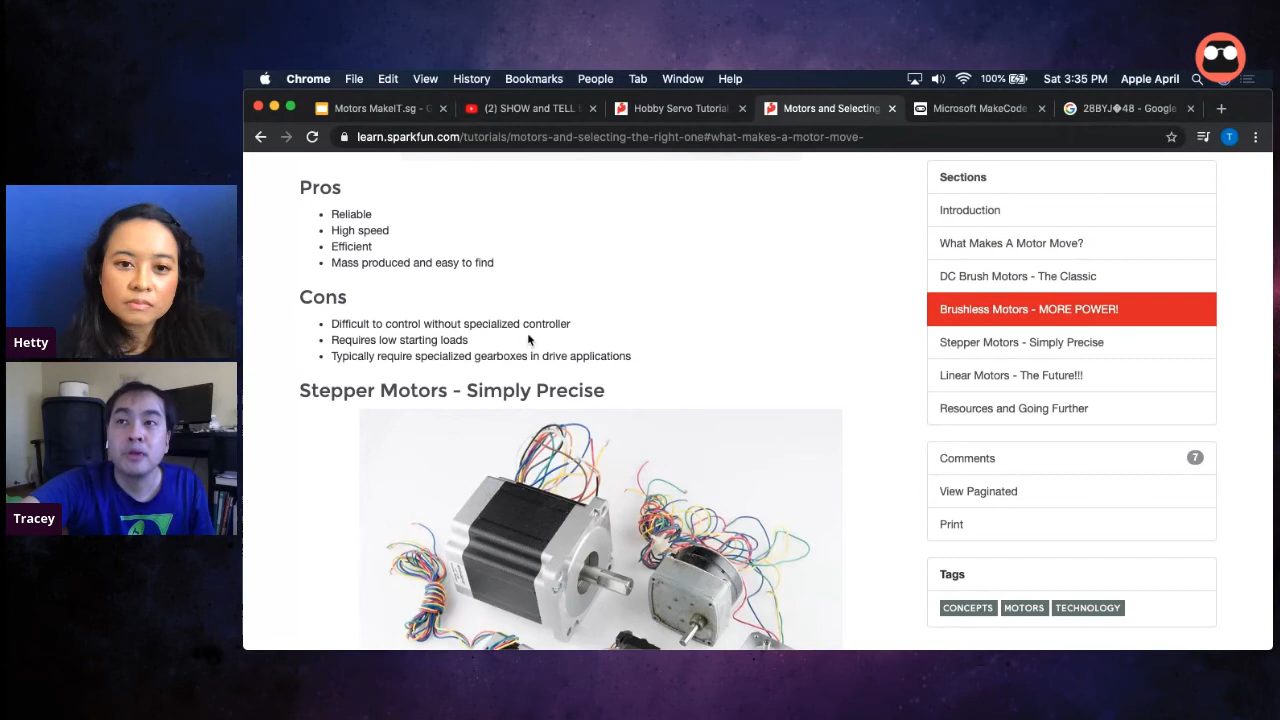 Chrome File Edit View History Bookmarks People Tab Window Help 100% Sat 3:35 PM Apple April
Motors MakeIT.sg - G
(2) SHOW and TELL S
Hobby Servo Tutorial
Motors and Selecting
Microsoft MakeCode
28BYJ�48 - Google
learn.sparkfun.com/tutorials/motors-and-selecting-the-right-one#what-makes-a-motor-move-
T
Pros
Reliable
High speed
Efficient
Mass produced and easy to find
Cons
Difficult to control without specialized controller
Requires low starting loads
Typically require specialized gearboxes in drive applications
Stepper Motors - Simply Precise
Sections
Introduction
What Makes A Motor Move?
DC Brush Motors - The Classic
Brushless Motors - MORE POWER!
Stepper Motors - Simply Precise
Linear Motors - The Future!!!
Resources and Going Further
Comments 7
View Paginated
Print
Tags
CONCEPTS MOTORS TECHNOLOGY
Hetty
Tracey